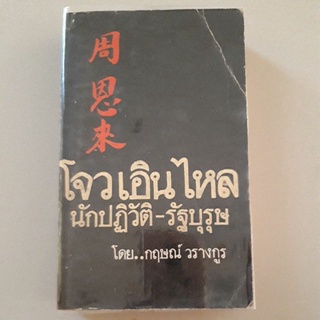 周
恩
来
โจวเอินไหล
นักปฏิวัติ-รัฐบุรุษ
โดย..กฤษณ์ วรางกูร